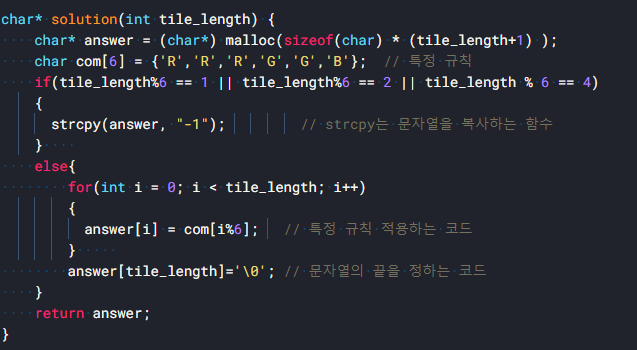 char* solution(int tile_length) {
    char* answer = (char*) malloc(sizeof(char) * (tile_length+1) );
    char com[6] = {'R','R','R','G','G','B'};  // 특정 규칙
    if(tile_length%6 == 1 || tile_length%6 == 2 || tile_length % 6 == 4)
    {
      strcpy(answer, "-1");         // strcpy는 문자열을 복사하는 함수
    }
    else{
        for(int i = 0; i < tile_length; i++)
        {
          answer[i] = com[i%6];   // 특정 규칙 적용하는 코드
        }
        answer[tile_length]='\0'; // 문자열의 끝을 정하는 코드
    }
    return answer;
}